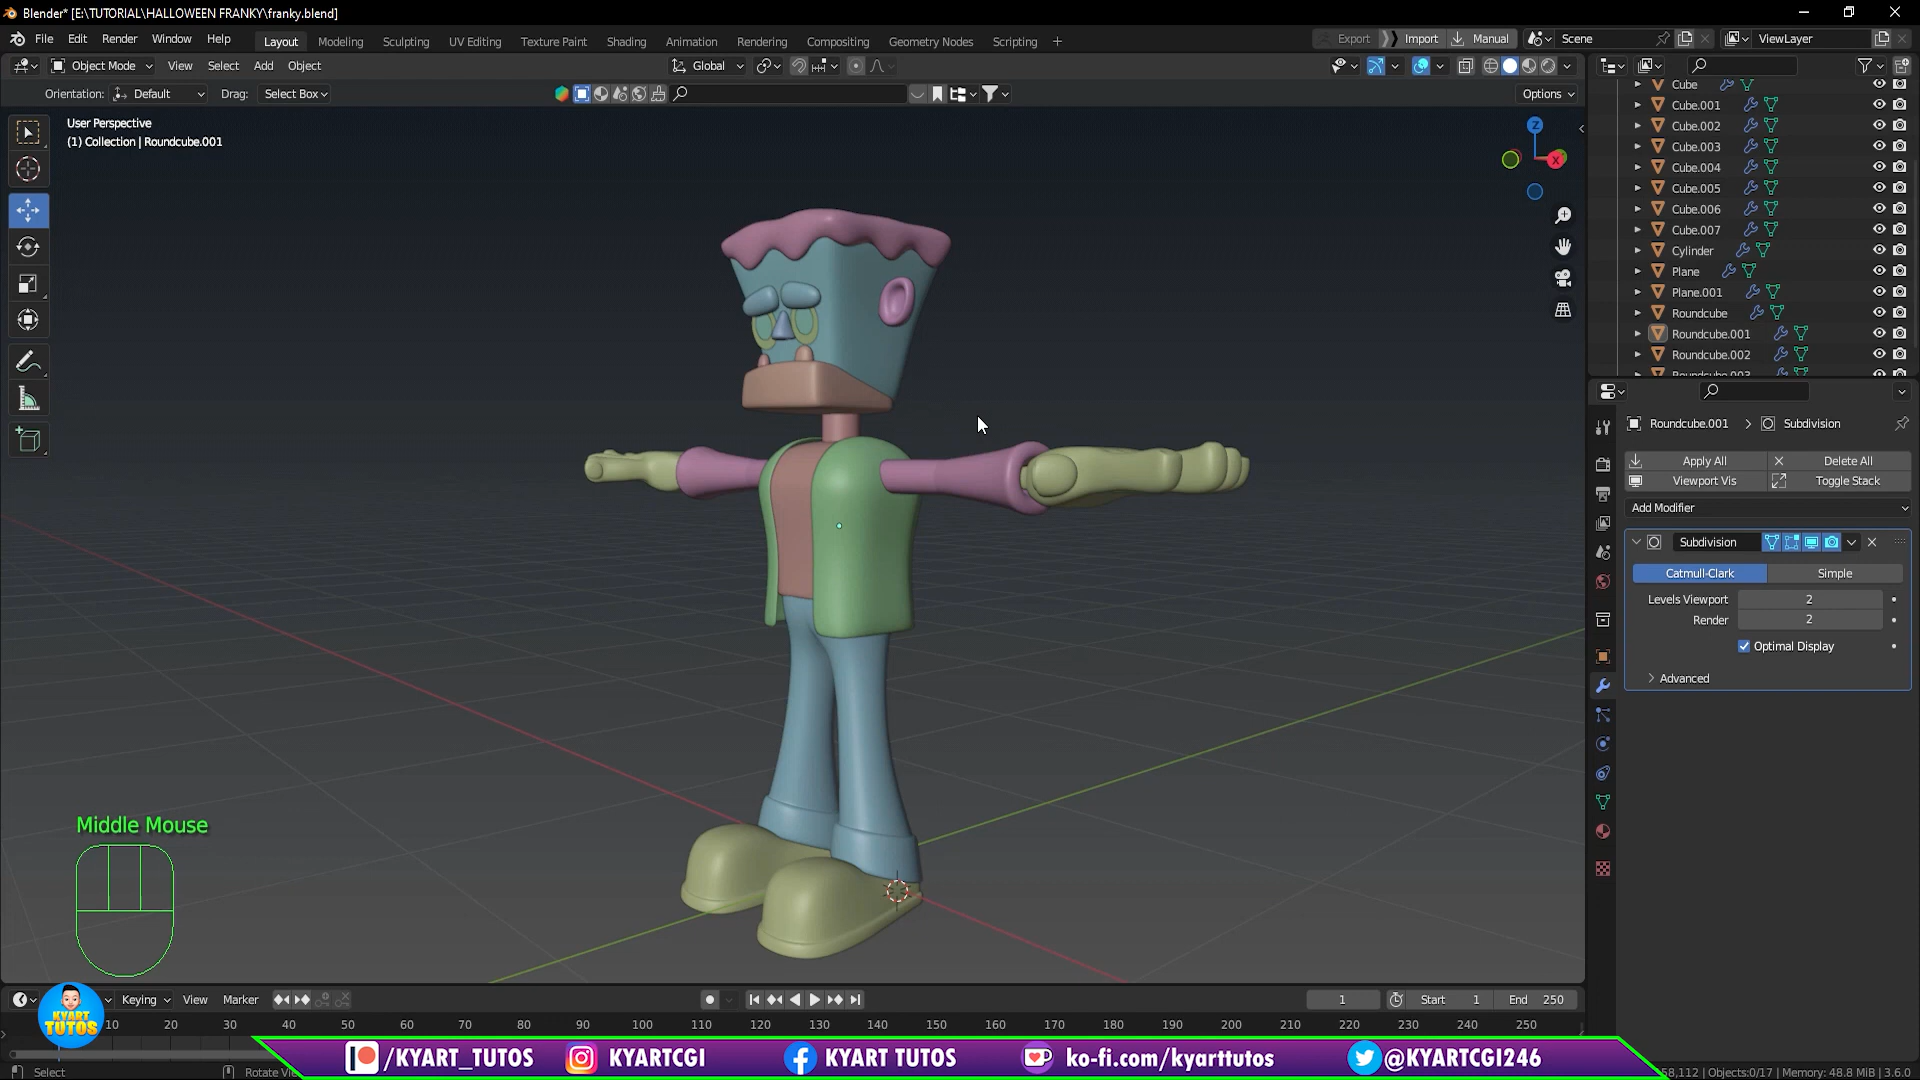 Blender* [E:\TUTORIAL\HALLOWEEN FRANKY\franky.blend]
File Edit Render Window Help Layout Modeling Sculpting UV Editing Texture Paint Shading Animation Rendering Compositing Geometry Nodes Scripting + Export Import Manual Scene ViewLayer
Object Mode View Select Add Object Global
Orientation: Default Drag: Select Box Options
User Perspective
(1) Collection | Roundcube.001
Z
X
Cube
Cube.001
Cube.002
Cube.003
Cube.004
Cube.005
Cube.006
Cube.007
Cylinder
Plane
Plane.001
Roundcube
Roundcube.001
Roundcube.002
Roundcube.003
Roundcube.001 > Subdivision
Apply All Delete All
Viewport Vis Toggle Stack
Add Modifier
Subdivision
Catmull-Clark Simple
Levels Viewport 2
Render 2
Optimal Display
Advanced
Middle Mouse
Keying View Marker 1 Start 1 End 250
10 20 30 40 50 60 70 80 90 100 110 120 130 140 150 160 170 180 190 200 210 220 230 240 250
KYART
TUTOS
/KYART_TUTOS KYARTCGI KYART TUTOS ko-fi.com/kyarttutos @KYARTCGI246
Select Rotate 58,112 | Objects:0/17 | Memory: 48.8 MiB | 3.6.0